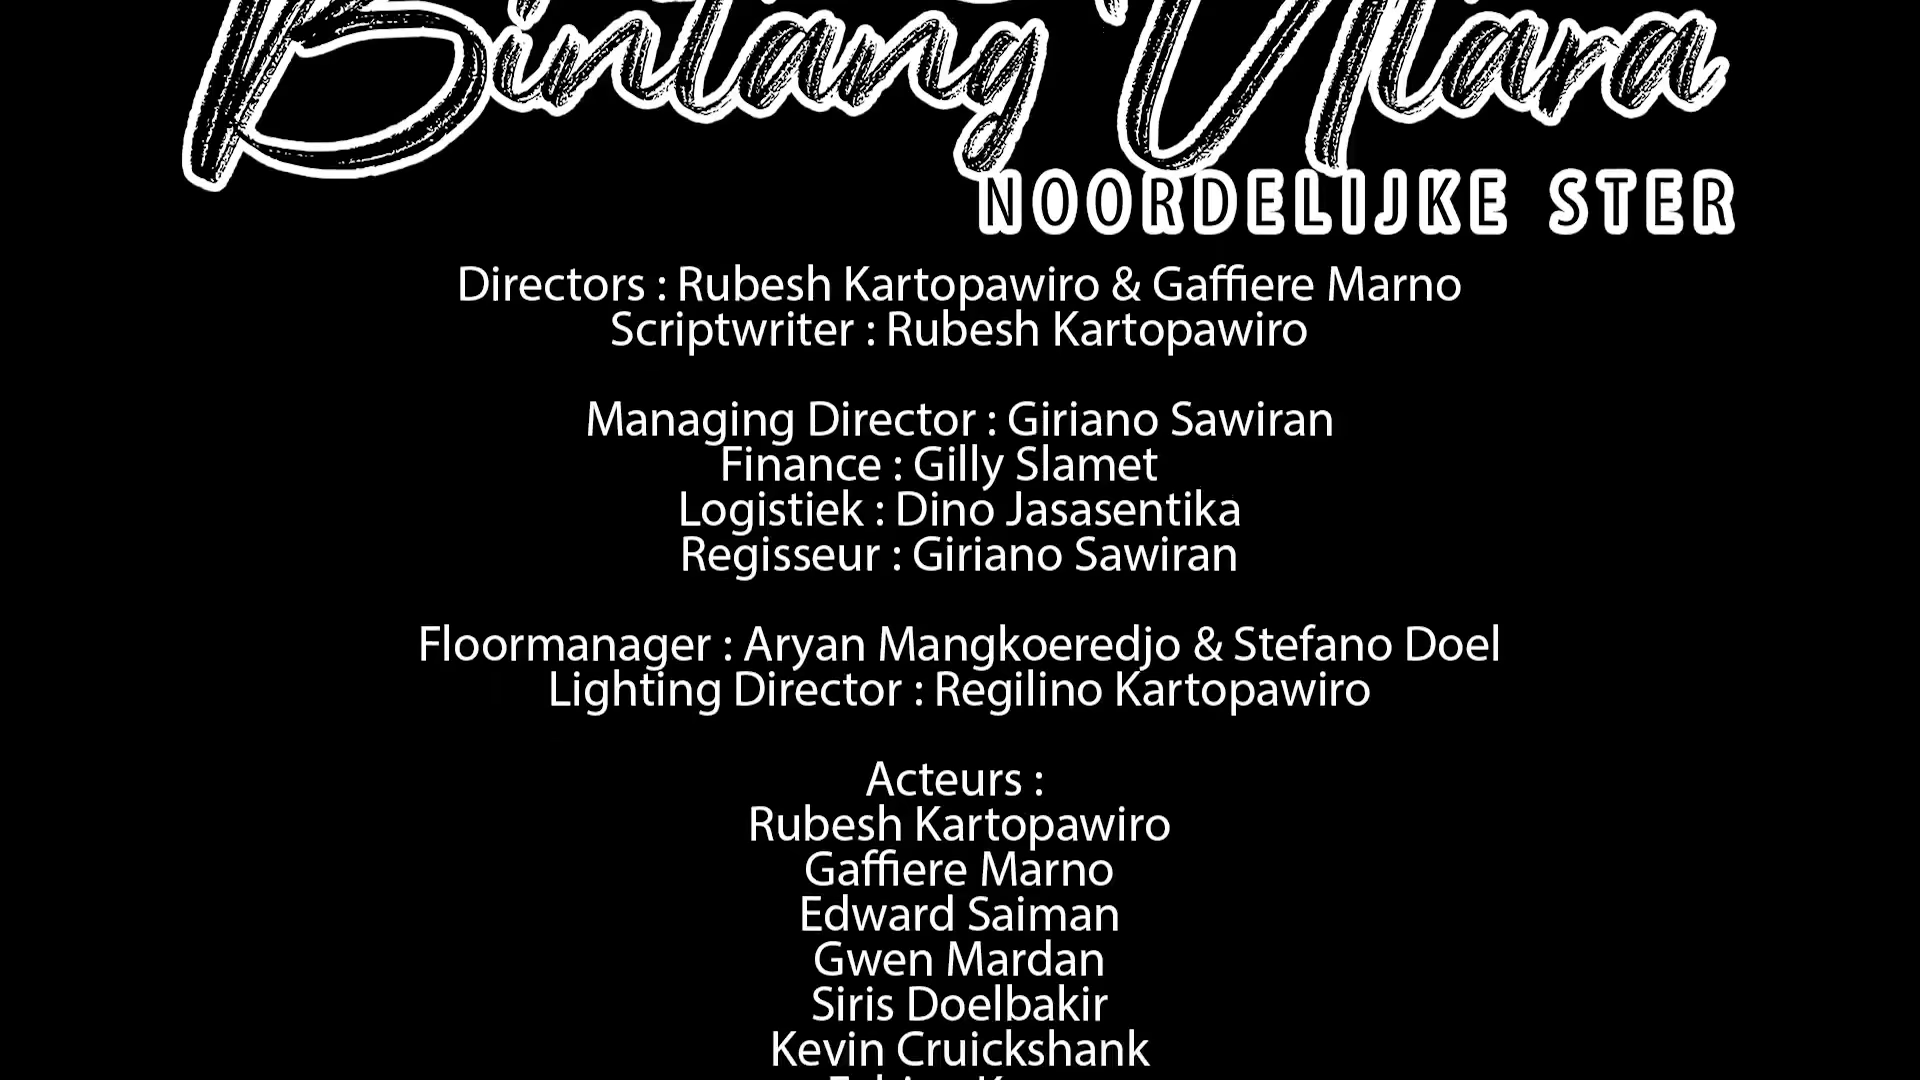 Bintang Utara
NOORDELIJKE STER
Directors : Rubesh Kartopawiro & Gaffiere Marno
Scriptwriter : Rubesh Kartopawiro
Managing Director : Giriano Sawiran
Finance : Gilly Slamet
Logistiek : Dino Jasasentika
Regisseur : Giriano Sawiran
Floormanager : Aryan Mangkoeredjo & Stefano Doel
Lighting Director : Regilino Kartopawiro
Acteurs :
Rubesh Kartopawiro
Gaffiere Marno
Edward Saiman
Gwen Mardan
Siris Doelbakir
Kevin Cruickshank